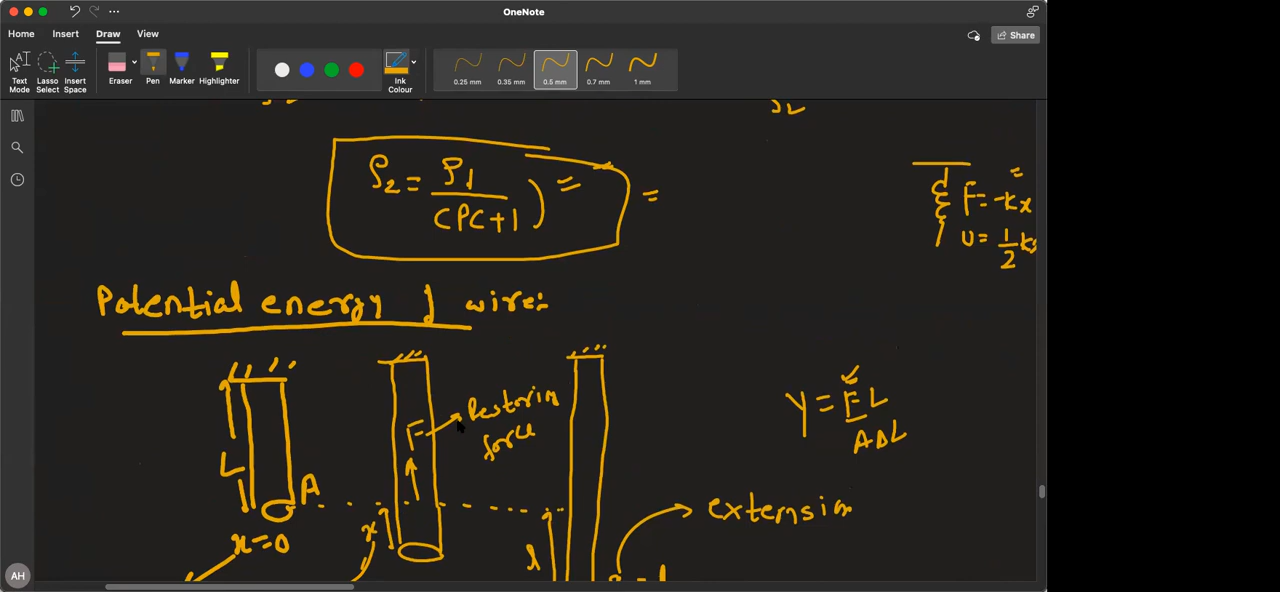 OneNote
Home Insert Draw View
Share
Text Mode
Lasso Select
Insert Space
Eraser
Pen
Marker
Highlighter
Ink Colour
0.25 mm
0.35 mm
0.5 mm
0.7 mm
1 mm
ρ₂ = ρ₁ / (PC+1) = =
F = -kx
U = 1/2 k
Potential energy of wire:
L
A
x=0
F
Restorin
force
x
l
Y = FL / AΔL
extension
AH